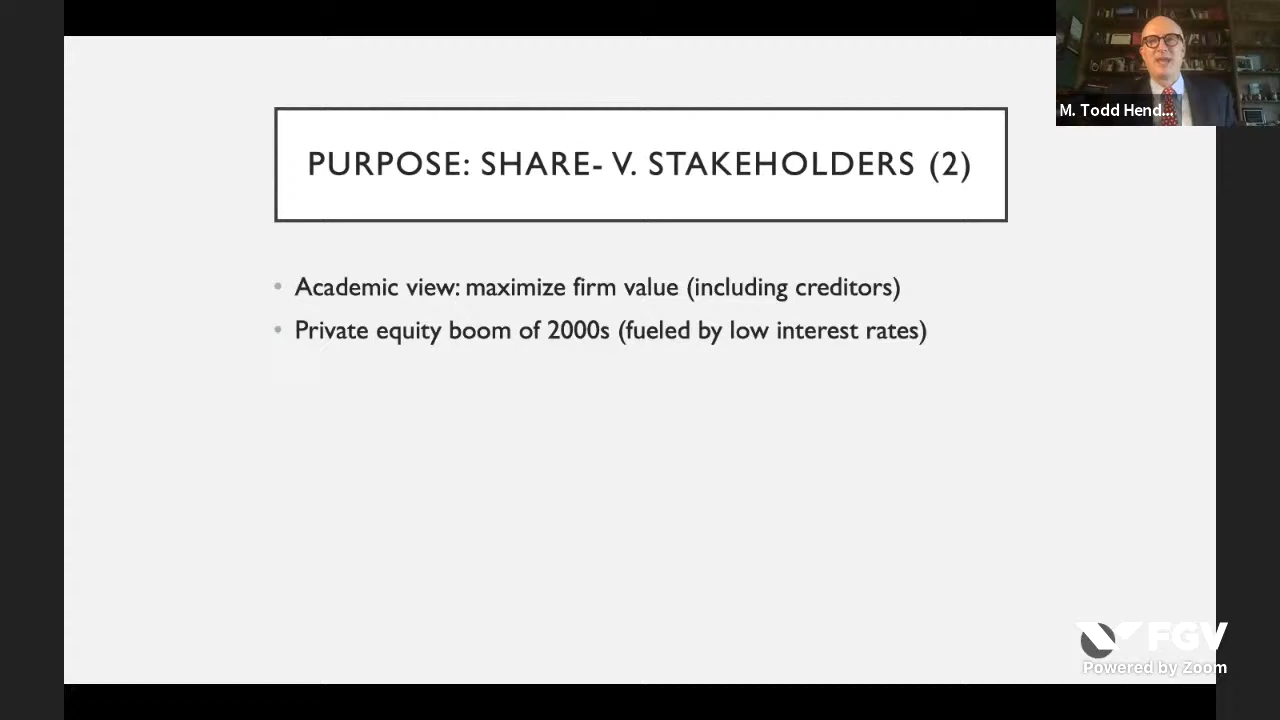 M. Todd Hend...
PURPOSE: SHARE- V. STAKEHOLDERS (2)
• Academic view: maximize firm value (including creditors)
• Private equity boom of 2000s (fueled by low interest rates)
FGV
Powered by Zoom